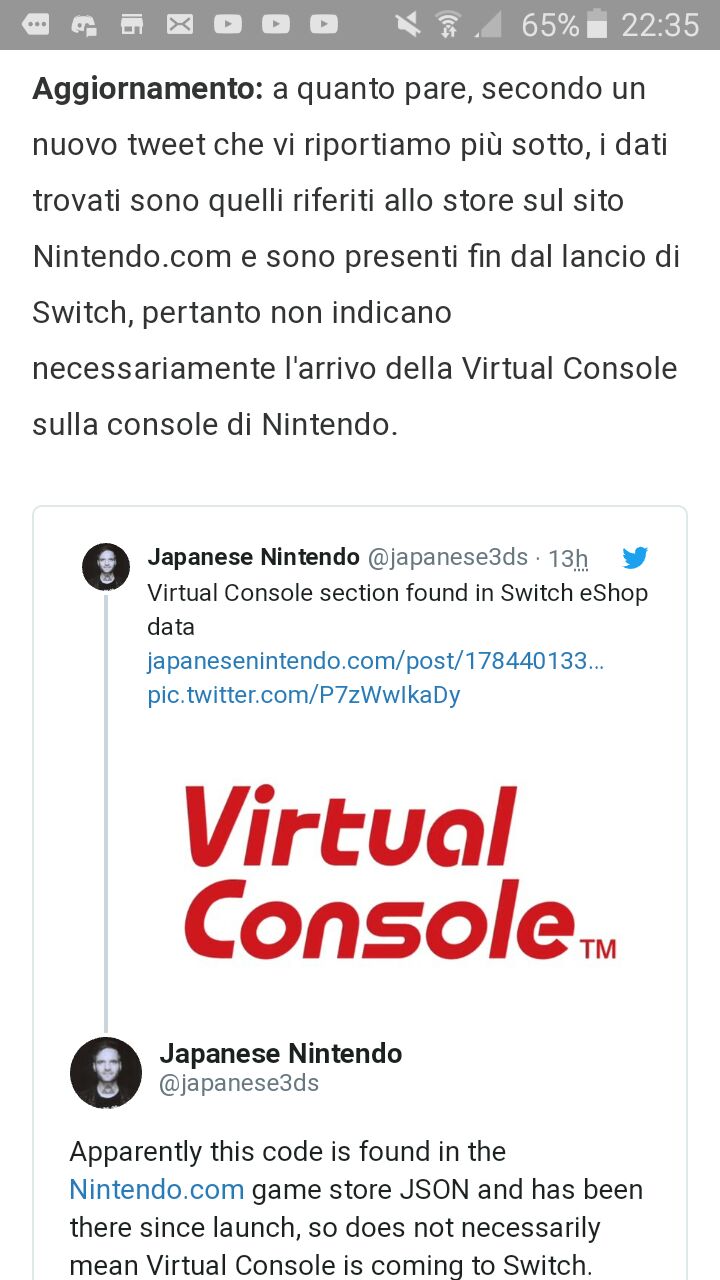 65% 22:35
Aggiornamento: a quanto pare, secondo un
nuovo tweet che vi riportiamo più sotto, i dati
trovati sono quelli riferiti allo store sul sito
Nintendo.com e sono presenti fin dal lancio di
Switch, pertanto non indicano
necessariamente l'arrivo della Virtual Console
sulla console di Nintendo.
Japanese Nintendo @japanese3ds · 13h
Virtual Console section found in Switch eShop
data
japanesenintendo.com/post/178440133...
pic.twitter.com/P7zWwIkaDy
Virtual
Console TM
Japanese Nintendo
@japanese3ds
Apparently this code is found in the
Nintendo.com game store JSON and has been
there since launch, so does not necessarily
mean Virtual Console is coming to Switch.